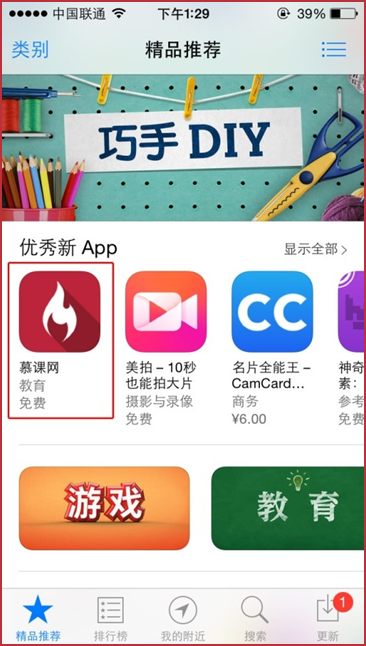 中国联通 下午1:29 39%
类别 精品推荐
巧手 DIY
优秀新 App 显示全部
慕课网
教育
免费
美拍 – 10秒
也能拍大片
摄影与录像
免费
CC
名片全能王 –
CamCard...
商务
¥6.00
神奇
素：
参考
免费
游戏
教育
1
精品推荐 排行榜 我的附近 搜索 更新